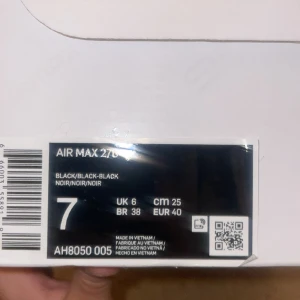 AIR MAX 270
BLACK/BLACK-BLACK
NOIR/NOIR/NOIR
7
UK 6 cm 25
BR 38 EUR 40
AH8050 005
MADE IN VIETNAM /
FABRIQUÉ AU VIETNAM /
FABRICADO NO VIETNÃ /
HECHO EN VIETNAM